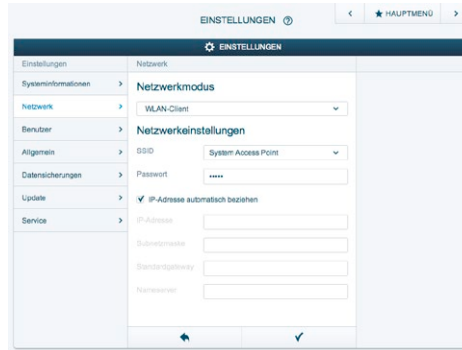 EINSTELLUNGEN
HAUPTMENÜ
EINSTELLUNGEN
Einstellungen
Netzwerk
Systeminformationen
Netzwerk
Benutzer
Allgemein
Datensicherungen
Update
Service
Netzwerkmodus
WLAN-Client
Netzwerkeinstellungen
SSID System Access Point
Passwort •••••
IP-Adresse automatisch beziehen
IP-Adresse
Subnetzmaske
Standardgateway
Nameserver